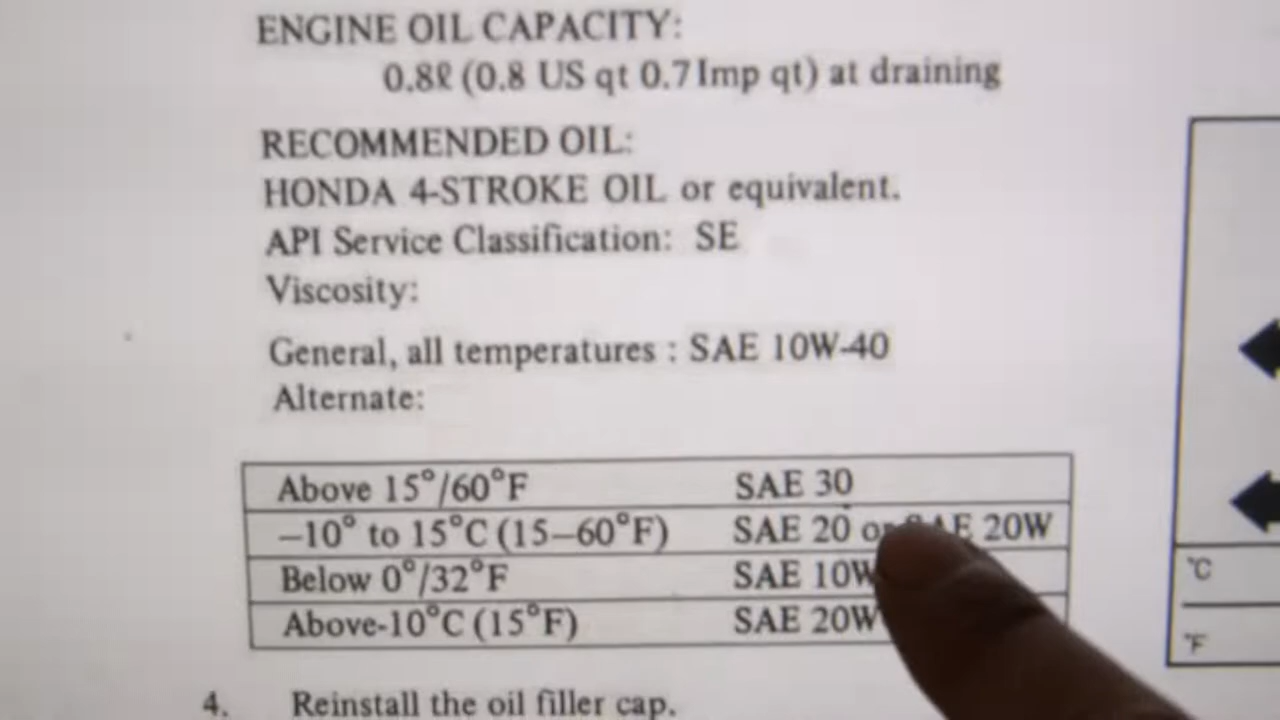 ENGINE OIL CAPACITY:
0.8ℓ (0.8 US qt 0.7 Imp qt) at draining
RECOMMENDED OIL:
HONDA 4-STROKE OIL or equivalent.
API Service Classification: SE
Viscosity:
General, all temperatures : SAE 10W-40
Alternate:
Above 15°/60°F SAE 30
–10° to 15°C (15–60°F) SAE 20 or SAE 20W
Below 0°/32°F SAE 10W
Above-10°C (15°F) SAE 20W
4. Reinstall the oil filler cap.
°C
°F